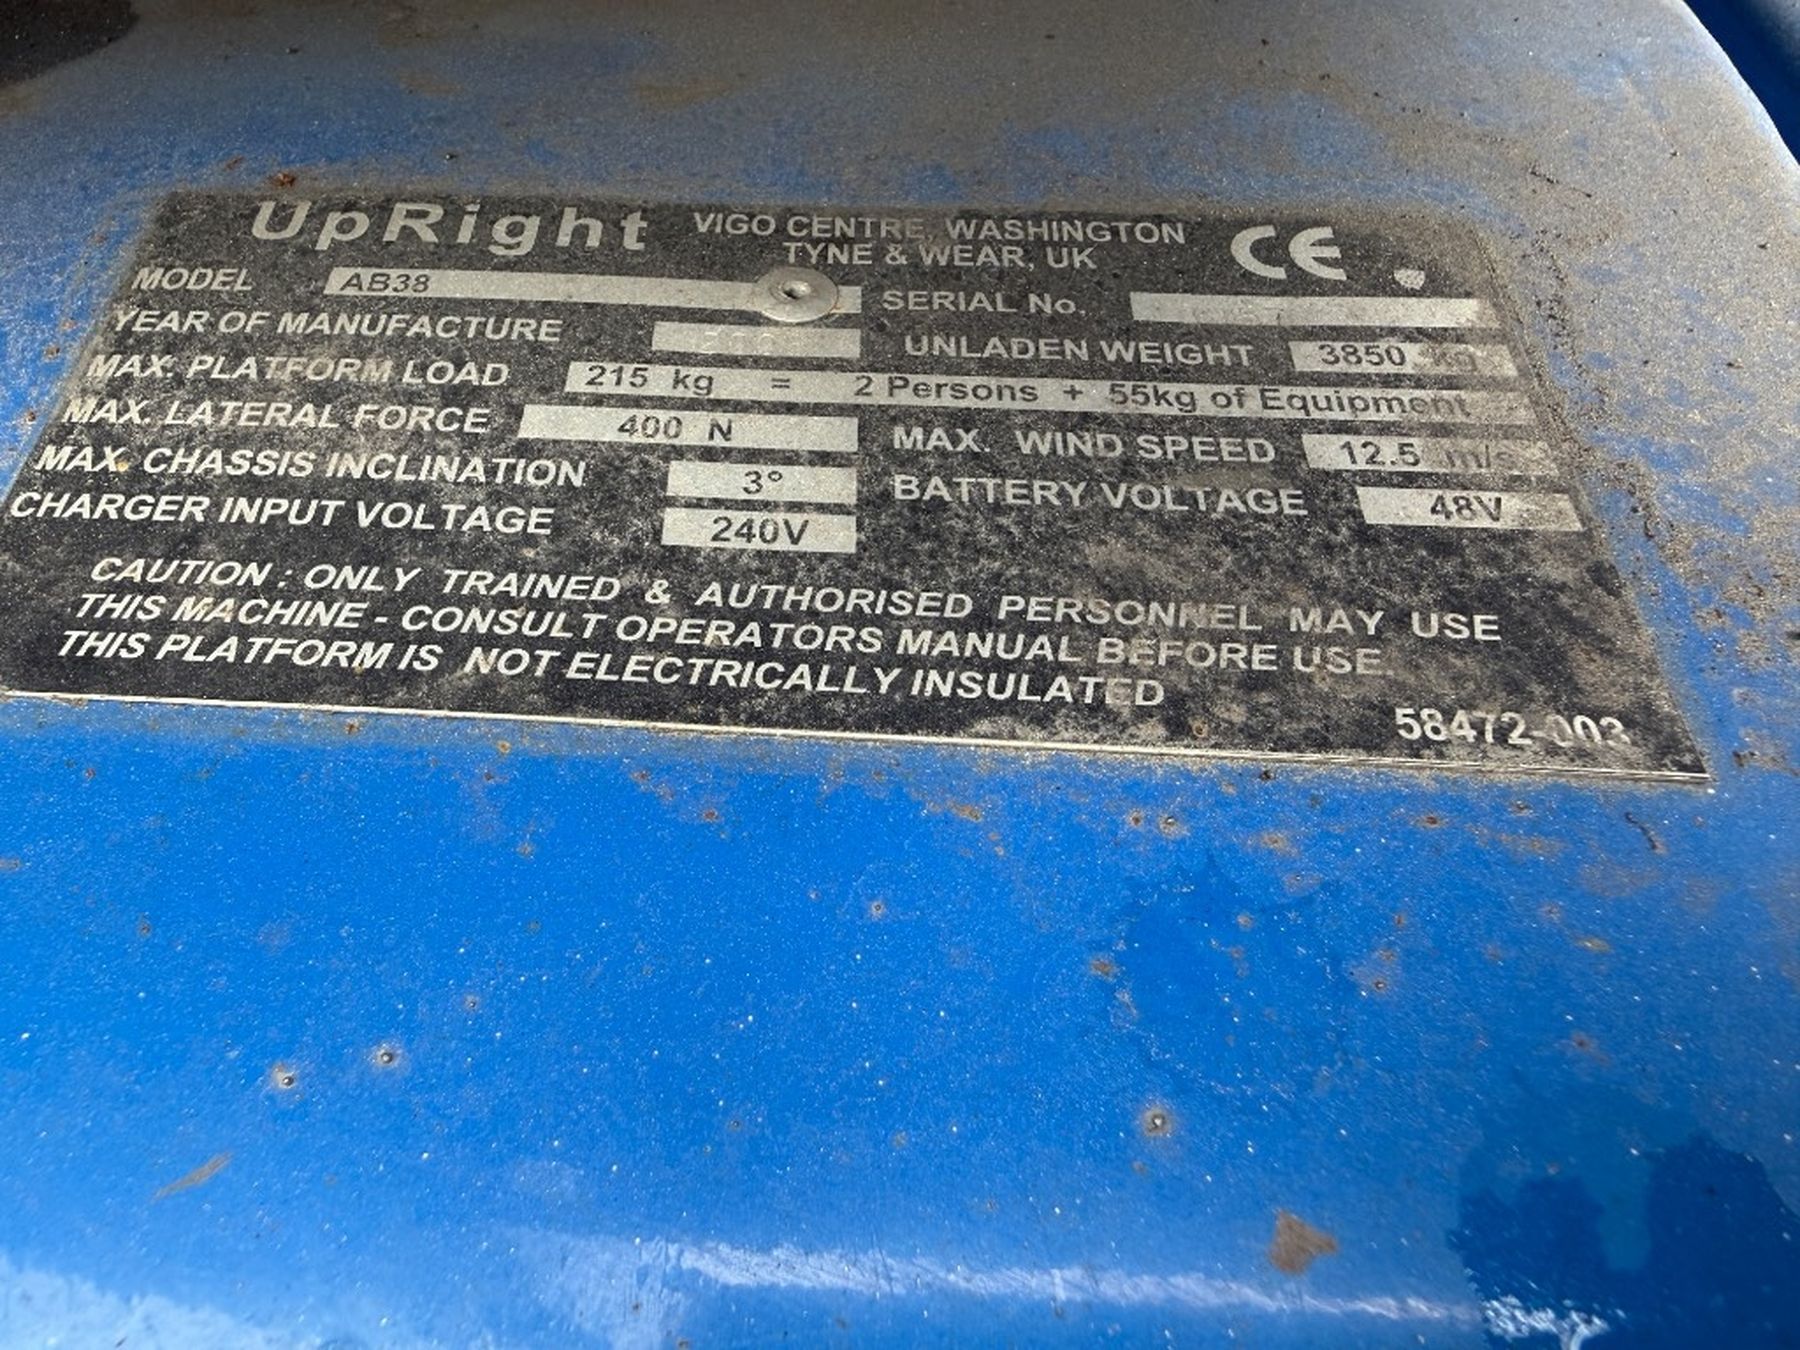 UpRight VIGO CENTRE, WASHINGTON
TYNE & WEAR, UK CE
MODEL AB38 SERIAL No.
YEAR OF MANUFACTURE UNLADEN WEIGHT 3850 kg
MAX. PLATFORM LOAD 215 kg = 2 Persons + 55kg of Equipment
MAX. LATERAL FORCE 400 N MAX. WIND SPEED 12.5 m/s
MAX. CHASSIS INCLINATION 3° BATTERY VOLTAGE 48V
CHARGER INPUT VOLTAGE 240V
CAUTION : ONLY TRAINED & AUTHORISED PERSONNEL MAY USE
THIS MACHINE - CONSULT OPERATORS MANUAL BEFORE USE.
THIS PLATFORM IS NOT ELECTRICALLY INSULATED
58472-003